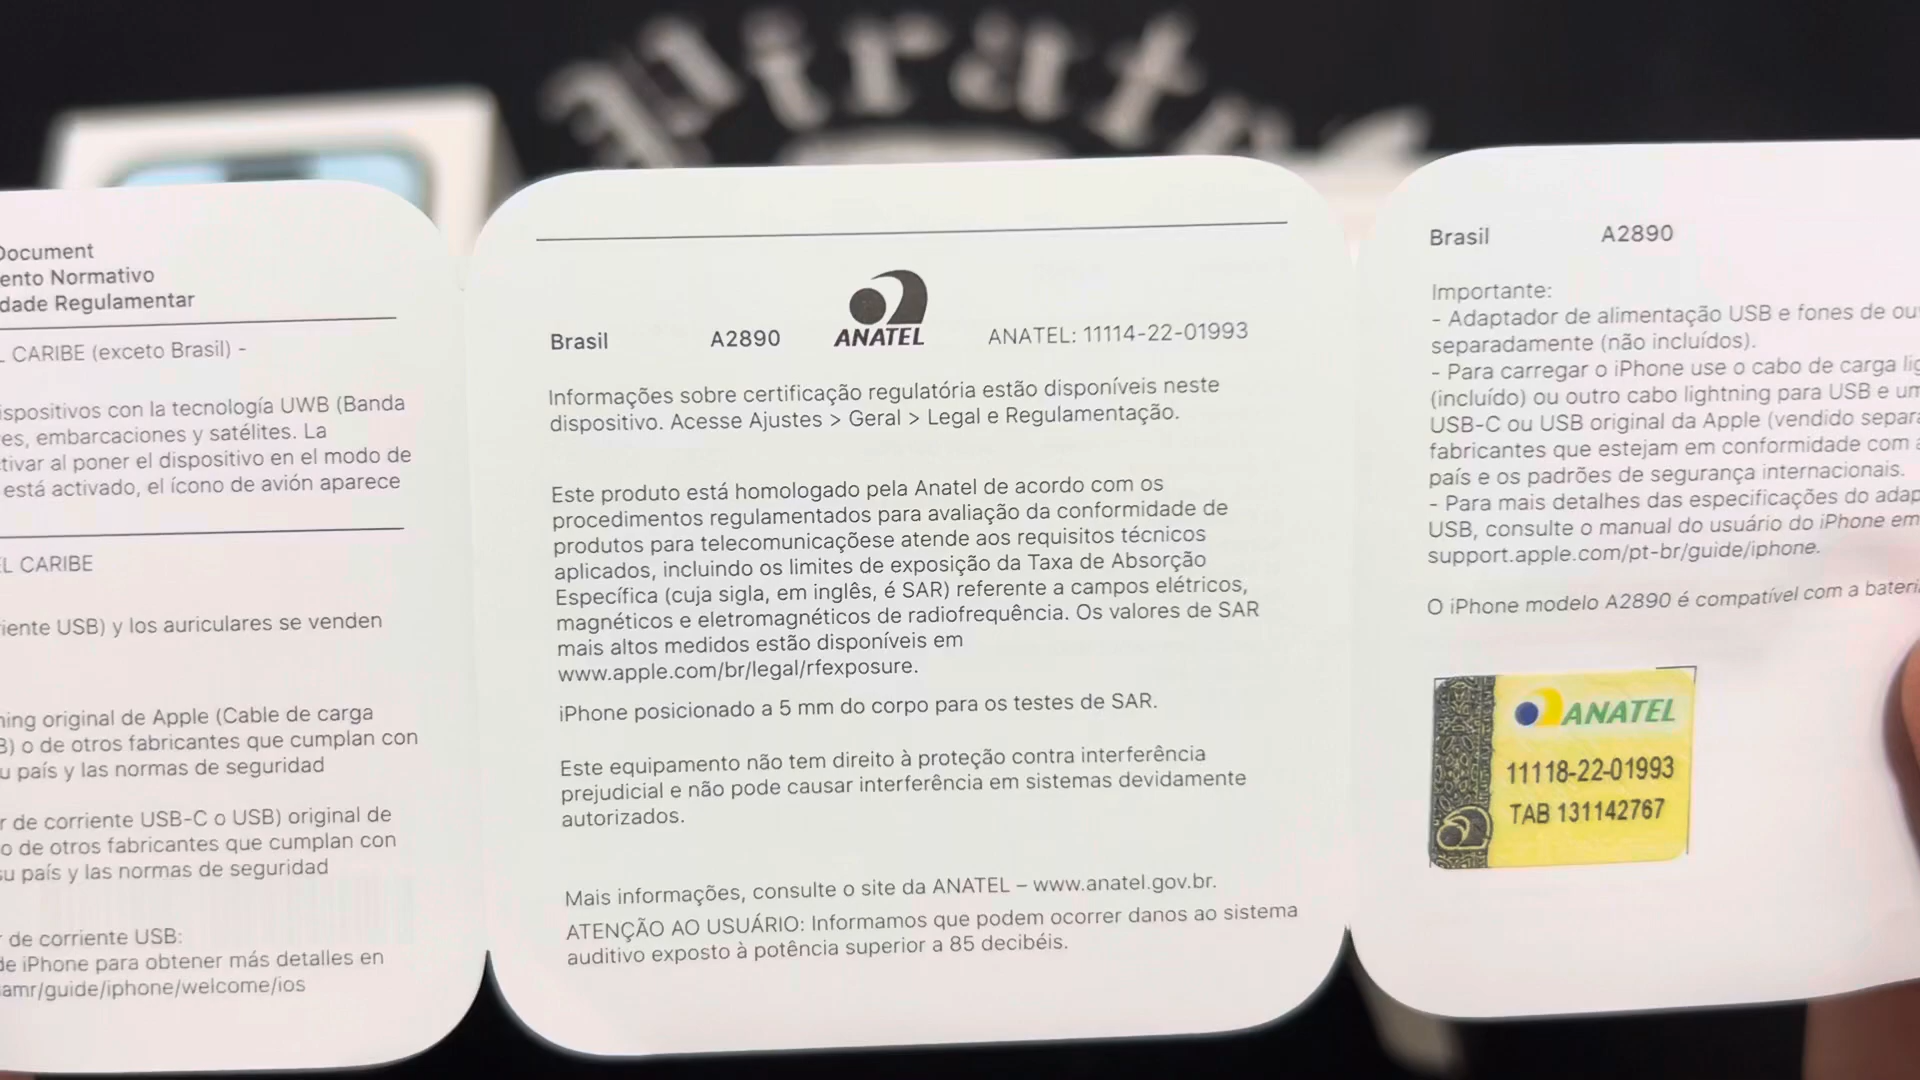 Pirates
Document
ento Normativo
dade Regulamentar
L CARIBE (exceto Brasil) -
ispositivos con la tecnología UWB (Banda
es, embarcaciones y satélites. La
tivar al poner el dispositivo en el modo de
está activado, el ícono de avión aparece
EL CARIBE
iente USB) y los auriculares se venden
ning original de Apple (Cable de carga
B) o de otros fabricantes que cumplan con
u país y las normas de seguridad
r de corriente USB-C o USB) original de
o de otros fabricantes que cumplan con
su país y las normas de seguridad
r de corriente USB:
de iPhone para obtener más detalles en
amr/guide/iphone/welcome/ios
Brasil A2890 ANATEL ANATEL: 11114-22-01993
Informações sobre certificação regulatória estão disponíveis neste
dispositivo. Acesse Ajustes > Geral > Legal e Regulamentação.
Este produto está homologado pela Anatel de acordo com os
procedimentos regulamentados para avaliação da conformidade de
produtos para telecomunicaçõese atende aos requisitos técnicos
aplicados, incluindo os limites de exposição da Taxa de Absorção
Específica (cuja sigla, em inglês, é SAR) referente a campos elétricos,
magnéticos e eletromagnéticos de radiofrequência. Os valores de SAR
mais altos medidos estão disponíveis em
www.apple.com/br/legal/rfexposure.
iPhone posicionado a 5 mm do corpo para os testes de SAR.
Este equipamento não tem direito à proteção contra interferência
prejudicial e não pode causar interferência em sistemas devidamente
autorizados.
Mais informações, consulte o site da ANATEL – www.anatel.gov.br.
ATENÇÃO AO USUÁRIO: Informamos que podem ocorrer danos ao sistema
auditivo exposto à potência superior a 85 decibéis.
Brasil A2890
Importante:
- Adaptador de alimentação USB e fones de ou
separadamente (não incluídos).
- Para carregar o iPhone use o cabo de carga lig
(incluído) ou outro cabo lightning para USB e um
USB-C ou USB original da Apple (vendido separa
fabricantes que estejam em conformidade com a
país e os padrões de segurança internacionais.
- Para mais detalhes das especificações do adap
USB, consulte o manual do usuário do iPhone em
support.apple.com/pt-br/guide/iphone.
O iPhone modelo A2890 é compatível com a bateri
ANATEL
11118-22-01993
TAB 131142767